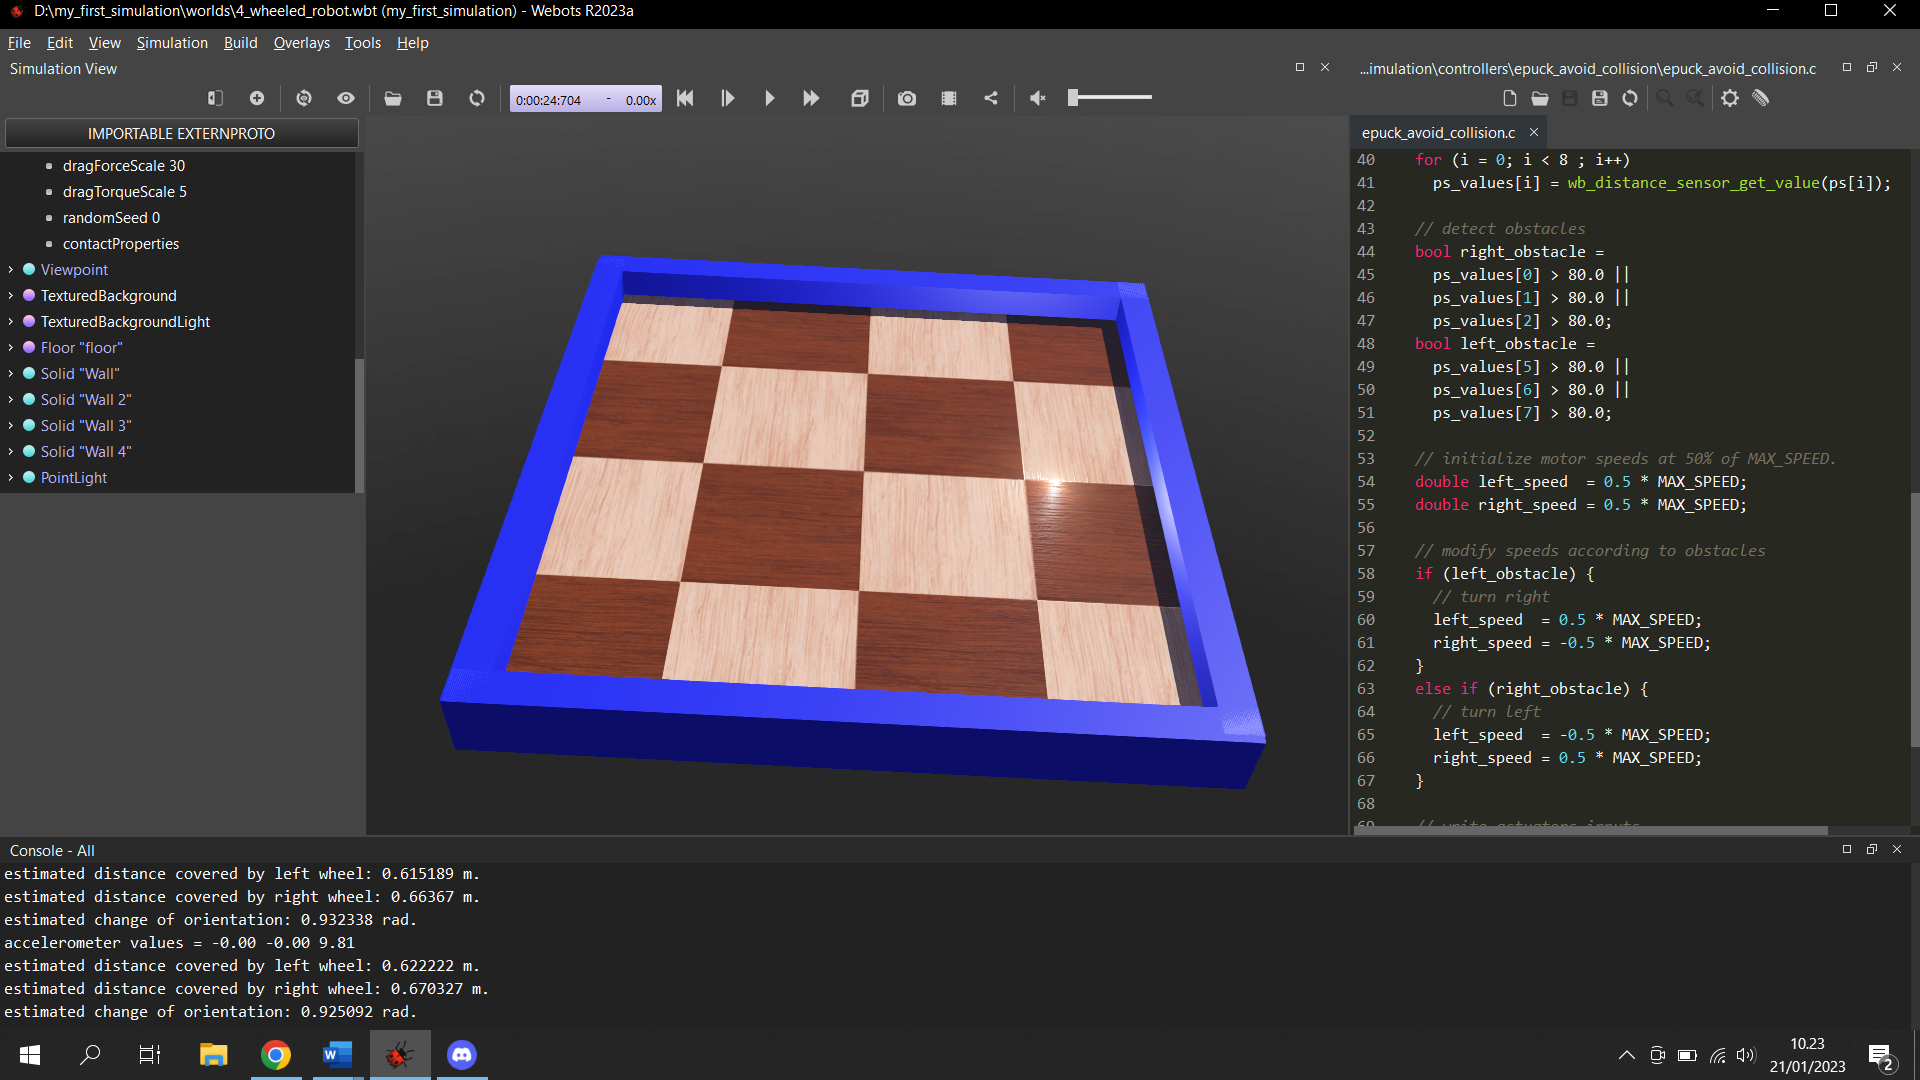 D:\my_first_simulation\worlds\4_wheeled_robot.wbt (my_first_simulation) - Webots R2023a
File Edit View Simulation Build Overlays Tools Help
Simulation View
...imulation\controllers\epuck_avoid_collision\epuck_avoid_collision.c
0:00:24:704 - 0.00x
IMPORTABLE EXTERNPROTO
dragForceScale 30
dragTorqueScale 5
randomSeed 0
contactProperties
Viewpoint
TexturedBackground
TexturedBackgroundLight
Floor "floor"
Solid "Wall"
Solid "Wall 2"
Solid "Wall 3"
Solid "Wall 4"
PointLight
epuck_avoid_collision.c
40 for (i = 0; i < 8 ; i++)
41 ps_values[i] = wb_distance_sensor_get_value(ps[i]);
42
43 // detect obstacles
44 bool right_obstacle =
45 ps_values[0] > 80.0 ||
46 ps_values[1] > 80.0 ||
47 ps_values[2] > 80.0;
48 bool left_obstacle =
49 ps_values[5] > 80.0 ||
50 ps_values[6] > 80.0 ||
51 ps_values[7] > 80.0;
52
53 // initialize motor speeds at 50% of MAX_SPEED.
54 double left_speed  = 0.5 * MAX_SPEED;
55 double right_speed = 0.5 * MAX_SPEED;
56
57 // modify speeds according to obstacles
58 if (left_obstacle) {
59 // turn right
60 left_speed  = 0.5 * MAX_SPEED;
61 right_speed = -0.5 * MAX_SPEED;
62 }
63 else if (right_obstacle) {
64 // turn left
65 left_speed  = -0.5 * MAX_SPEED;
66 right_speed = 0.5 * MAX_SPEED;
67 }
68
69 // write actuators inputs
Console - All
estimated distance covered by left wheel: 0.615189 m.
estimated distance covered by right wheel: 0.66367 m.
estimated change of orientation: 0.932338 rad.
accelerometer values = -0.00 -0.00 9.81
estimated distance covered by left wheel: 0.622222 m.
estimated distance covered by right wheel: 0.670327 m.
estimated change of orientation: 0.925092 rad.
W
10.23
21/01/2023
2